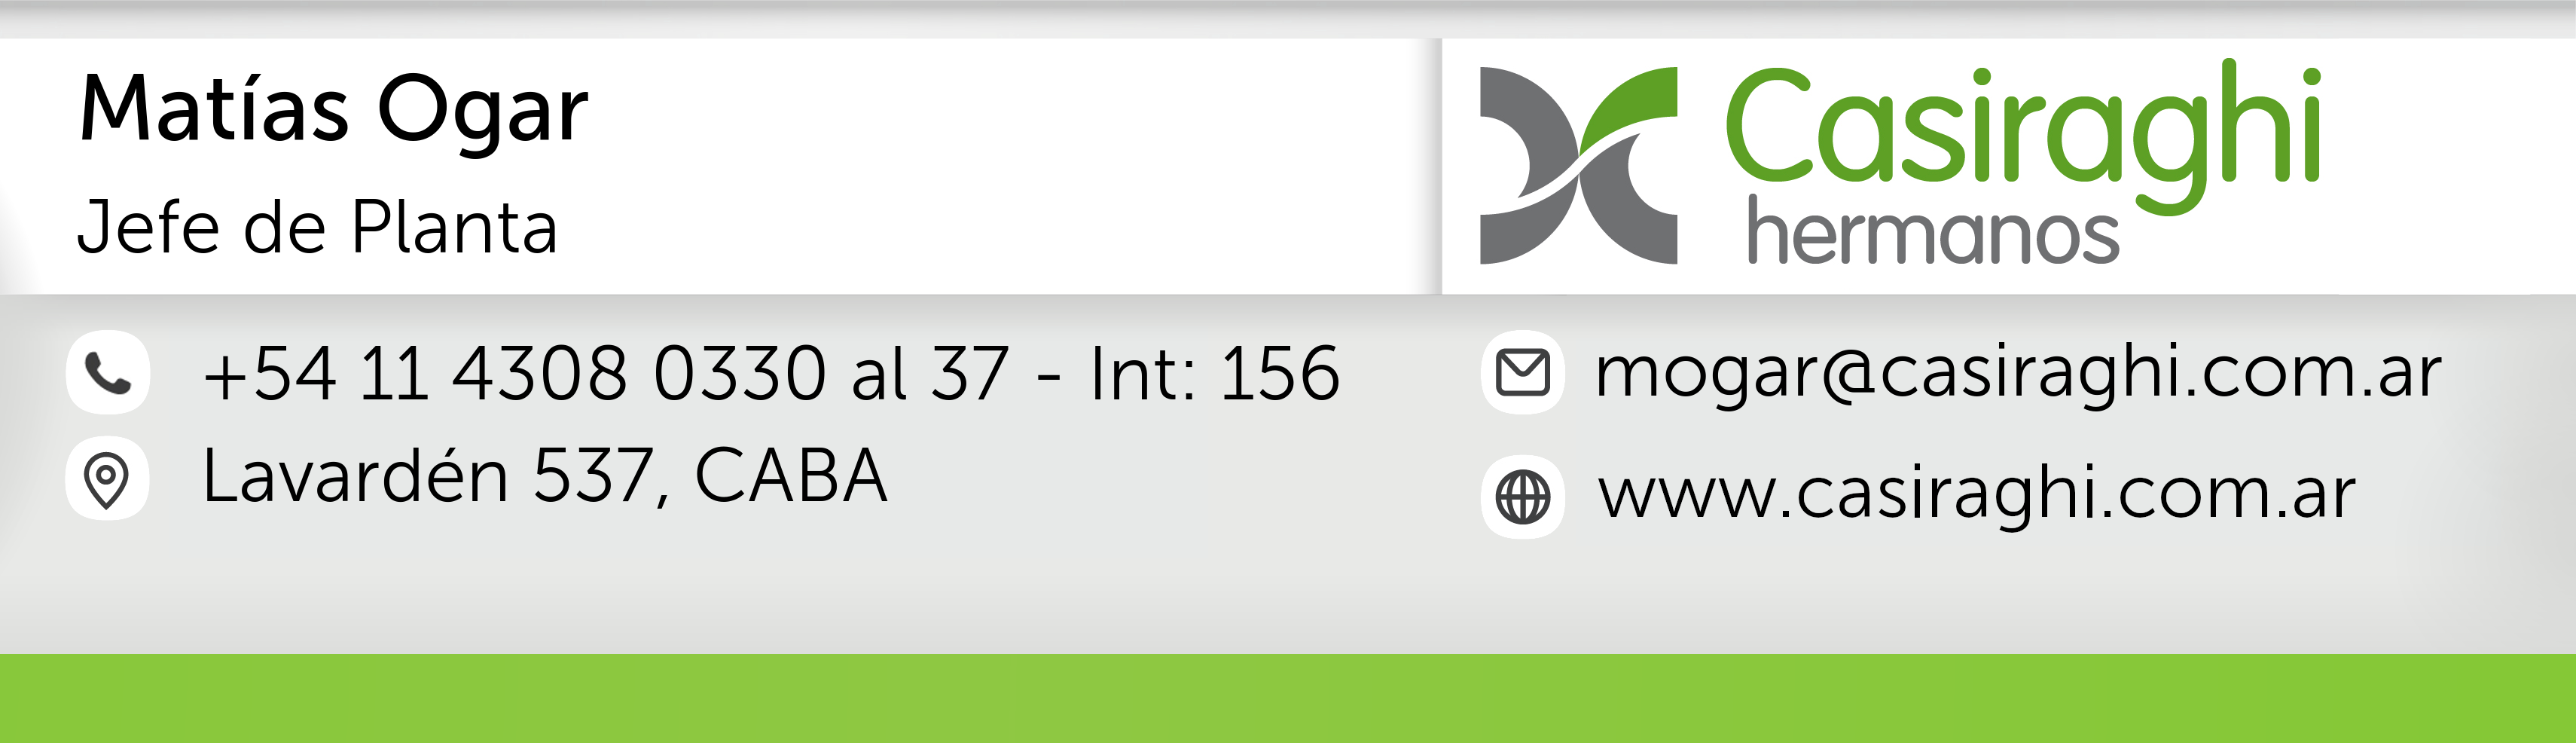 Matías Ogar
Jefe de Planta
Casiraghi
hermanos
+54 11 4308 0330 al 37 - Int: 156
Lavardén 537, CABA
mogar@casiraghi.com.ar
www.casiraghi.com.ar